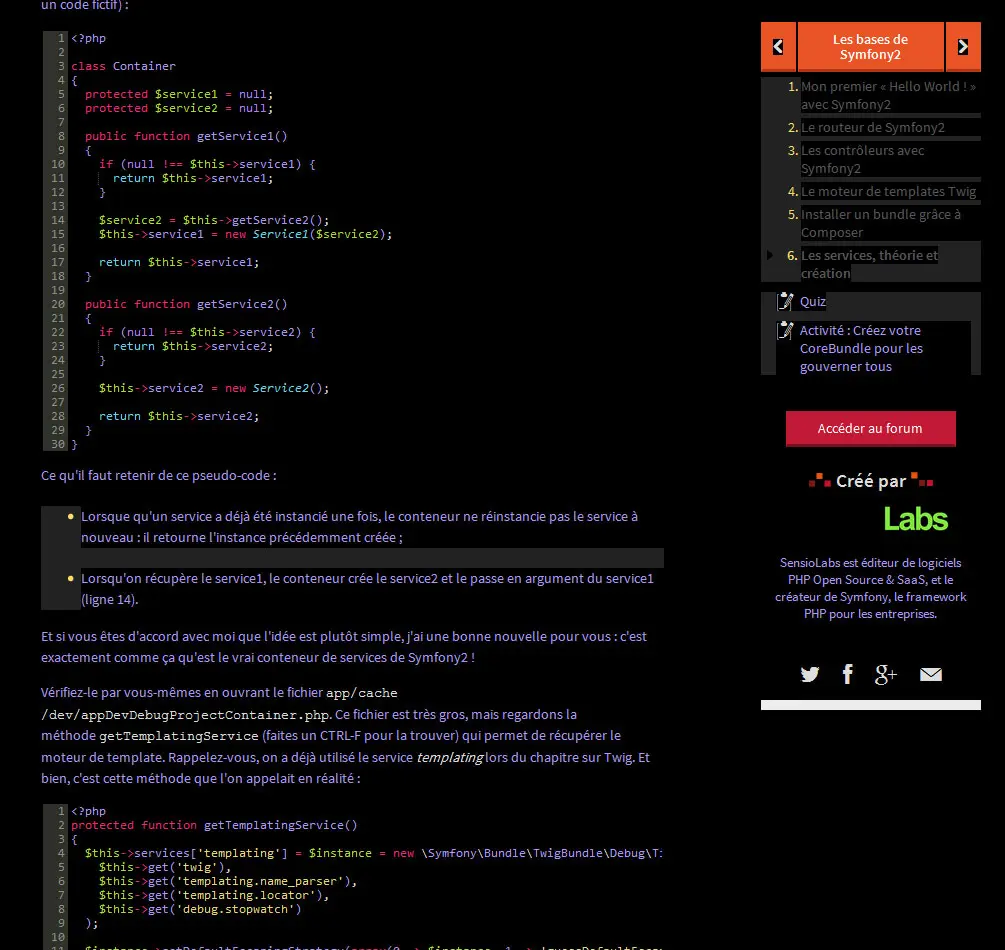 un code fictif) :
1 <?php
2
3 class Container
4 {
5 protected $service1 = null;
6 protected $service2 = null;
7
8 public function getService1()
9 {
10 if (null !== $this->service1) {
11 return $this->service1;
12 }
13
14 $service2 = $this->getService2();
15 $this->service1 = new Service1($service2);
16
17 return $this->service1;
18 }
19
20 public function getService2()
21 {
22 if (null !== $this->service2) {
23 return $this->service2;
24 }
25
26 $this->service2 = new Service2();
27
28 return $this->service2;
29 }
30 }
Ce qu'il faut retenir de ce pseudo-code :
• Lorsque qu'un service a déjà été instancié une fois, le conteneur ne réinstancie pas le service à
nouveau : il retourne l'instance précédemment créée ;
• Lorsqu'on récupère le service1, le conteneur crée le service2 et le passe en argument du service1
(ligne 14).
Et si vous êtes d'accord avec moi que l'idée est plutôt simple, j'ai une bonne nouvelle pour vous : c'est
exactement comme ça qu'est le vrai conteneur de services de Symfony2 !
Vérifiez-le par vous-mêmes en ouvrant le fichier app/cache
/dev/appDevDebugProjectContainer.php. Ce fichier est très gros, mais regardons la
méthode getTemplatingService (faites un CTRL-F pour la trouver) qui permet de récupérer le
moteur de template. Rappelez-vous, on a déjà utilisé le service templating lors du chapitre sur Twig. Et
bien, c'est cette méthode que l'on appelait en réalité :
1 <?php
2 protected function getTemplatingService()
3 {
4 $this->services['templating'] = $instance = new \Symfony\Bundle\TwigBundle\Debug\T
5 $this->get('twig'),
6 $this->get('templating.name_parser'),
7 $this->get('templating.locator'),
8 $this->get('debug.stopwatch')
9 );
10
Les bases de
Symfony2
1. Mon premier « Hello World ! »
avec Symfony2
2. Le routeur de Symfony2
3. Les contrôleurs avec
Symfony2
4. Le moteur de templates Twig
5. Installer un bundle grâce à
Composer
6. Les services, théorie et
création
Quiz
Activité : Créez votre
CoreBundle pour les
gouverner tous
Accéder au forum
Créé par
Labs
SensioLabs est éditeur de logiciels
PHP Open Source & SaaS, et le
créateur de Symfony, le framework
PHP pour les entreprises.